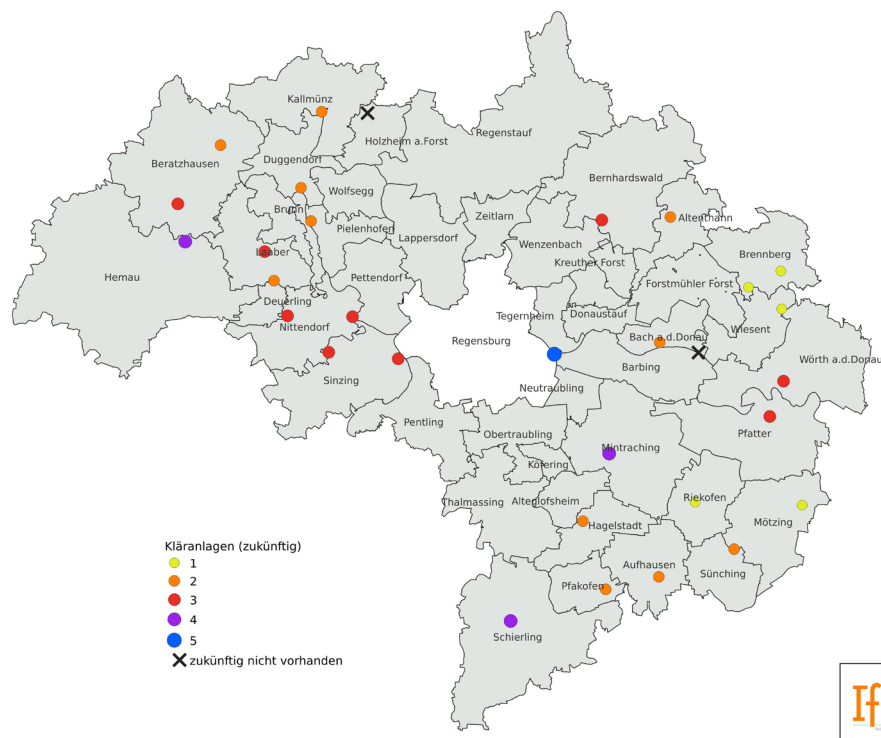 Kallmünz
Holzheim a.Forst
Regenstauf
Beratzhausen
Duggendorf
Bernhardswald
Wolfsegg
Brunn
Zeitlarn
Altenthann
Pielenhofen
Lappersdorf
Wenzenbach
Laaber
Brennberg
Kreuther Forst
Hemau
Pettendorf
Forstmühler Forst
Deuerling
Nittendorf
Tegernheim
Donaustauf
Wiesent
Regensburg
Bach a.d.Donau
Wörth a.d.Donau
Barbing
Sinzing
Neutraubling
Pentling
Obertraubling
Pfatter
Mintraching
Köfering
Riekofen
Thalmassing
Alteglofsheim
Hagelstadt
Mötzing
Aufhausen
Sünching
Pfakofen
Schierling
Kläranlagen (zukünftig)
1
2
3
4
5
zukünftig nicht vorhanden
If